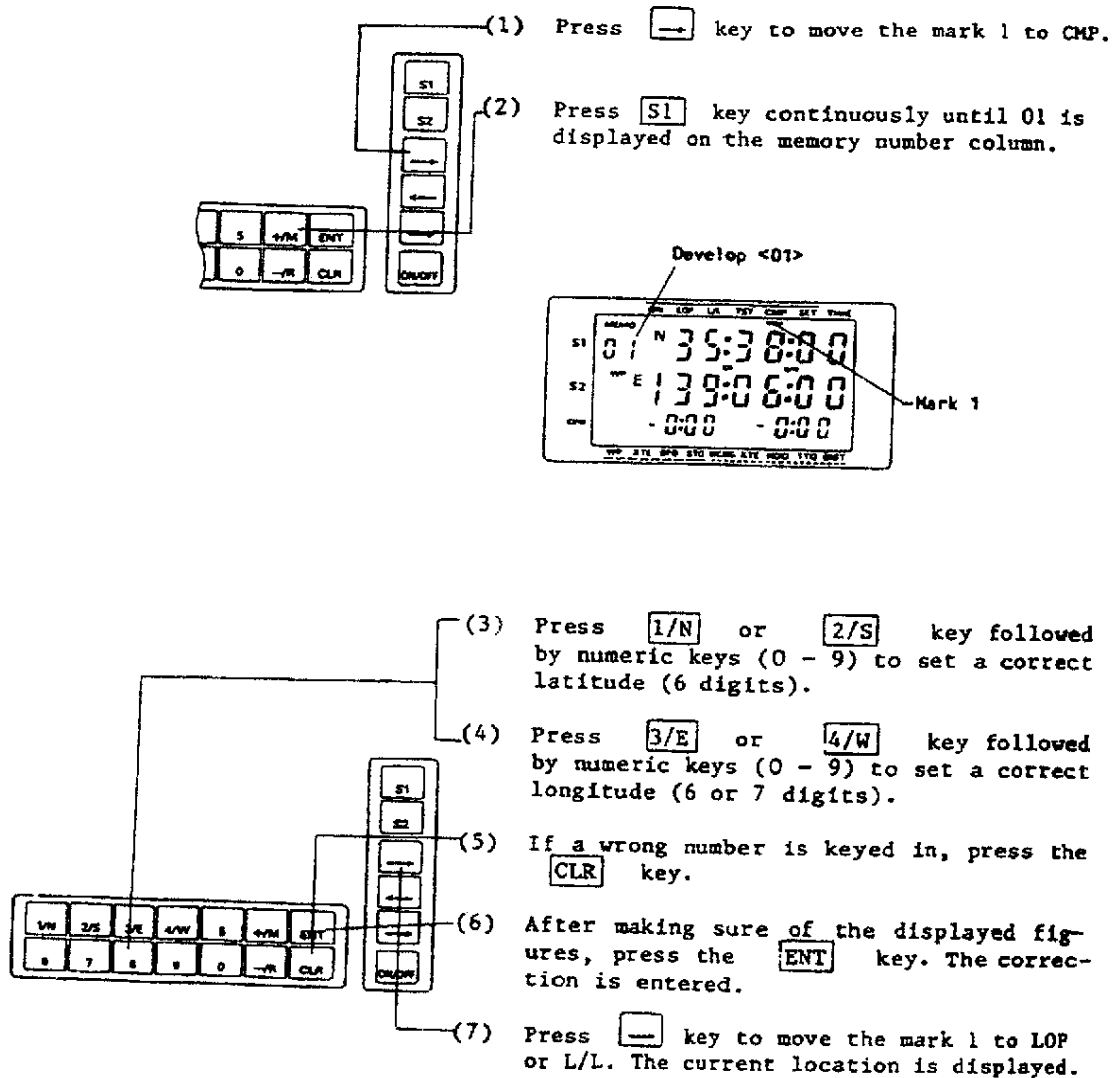 (1) Press → key to move the mark 1 to CMP.
(2) Press S1 key continuously until 01 is
displayed on the memory number column.
S1
S2
→
←
→
ON/OFF
5 +/M ENT
0 —/R CLR
Develop <01>
LOP L/L TST CMP SET TIME
MEMO
S1 01 N 35:38:00
S2 WP E 139:06:00
- 0:00 - 0:00
Mark 1
(3) Press 1/N or 2/S key followed
by numeric keys (0 - 9) to set a correct
latitude (6 digits).
(4) Press 3/E or 4/W key followed
by numeric keys (0 - 9) to set a correct
longitude (6 or 7 digits).
S1
S2
→
←
→
ON/OFF
(5) If a wrong number is keyed in, press the
CLR key.
(6) After making sure of the displayed fig-
ures, press the ENT key. The correc-
tion is entered.
1/N 2/S 3/E 4/W 5 +/M ENT
7 8 9 0 —/R CLR
(7) Press — key to move the mark 1 to LOP
or L/L. The current location is displayed.